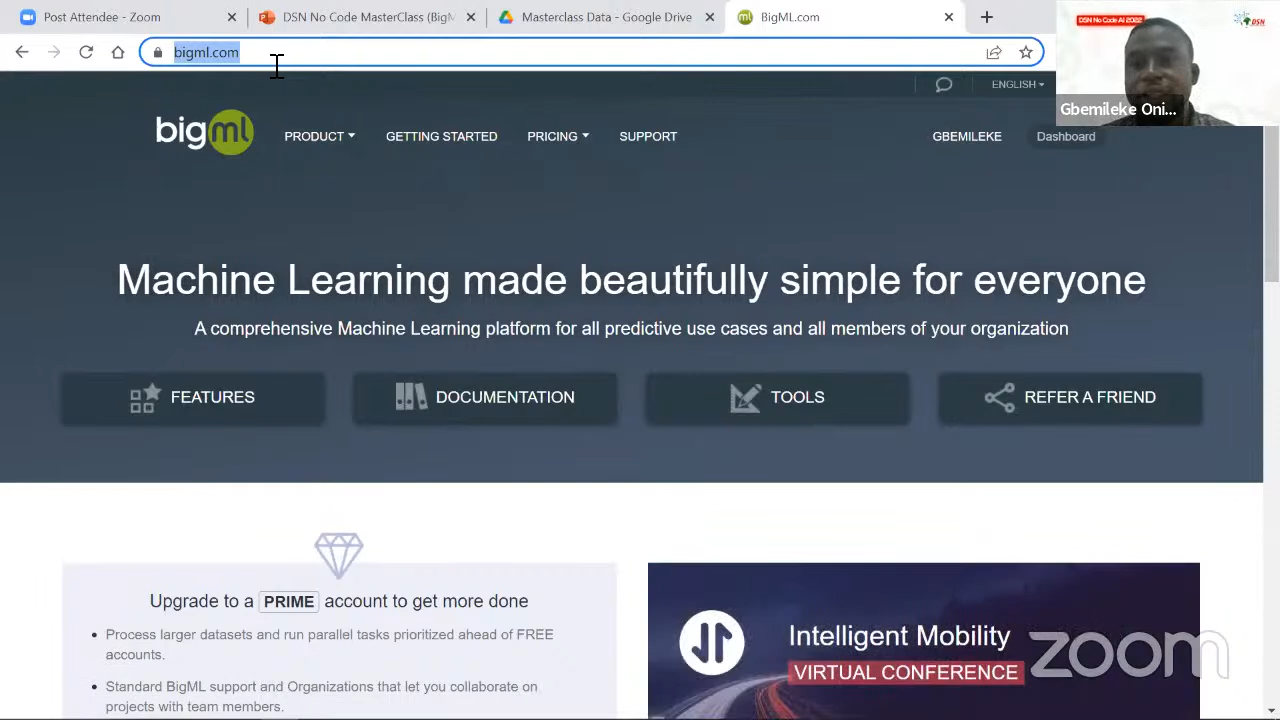 Post Attendee - Zoom
DSN No Code MasterClass (BigM
Masterclass Data - Google Drive
ml BigML.com
bigml.com
DSN No Code AI 2022
DSN
Gbemileke Oni...
ENGLISH
bigml
PRODUCT
GETTING STARTED
PRICING
SUPPORT
GBEMILEKE
Dashboard
Machine Learning made beautifully simple for everyone
A comprehensive Machine Learning platform for all predictive use cases and all members of your organization
FEATURES
DOCUMENTATION
TOOLS
REFER A FRIEND
Upgrade to a PRIME account to get more done
• Process larger datasets and run parallel tasks prioritized ahead of FREE
accounts.
• Standard BigML support and Organizations that let you collaborate on
projects with team members.
Intelligent Mobility
VIRTUAL CONFERENCE
zoom